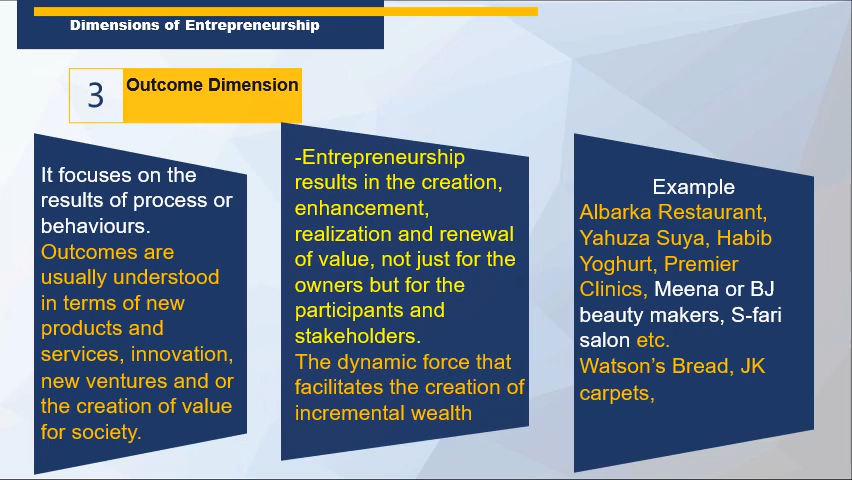 Dimensions of Entrepreneurship
3
Outcome Dimension
It focuses on the
results of process or
behaviours.
Outcomes are
usually understood
in terms of new
products and
services, innovation,
new ventures and or
the creation of value
for society.
-Entrepreneurship
results in the creation,
enhancement,
realization and renewal
of value, not just for the
owners but for the
participants and
stakeholders.
The dynamic force that
facilitates the creation of
incremental wealth
Example
Albarka Restaurant,
Yahuza Suya, Habib
Yoghurt, Premier
Clinics, Meena or BJ
beauty makers, S-fari
salon etc.
Watson’s Bread, JK
carpets,